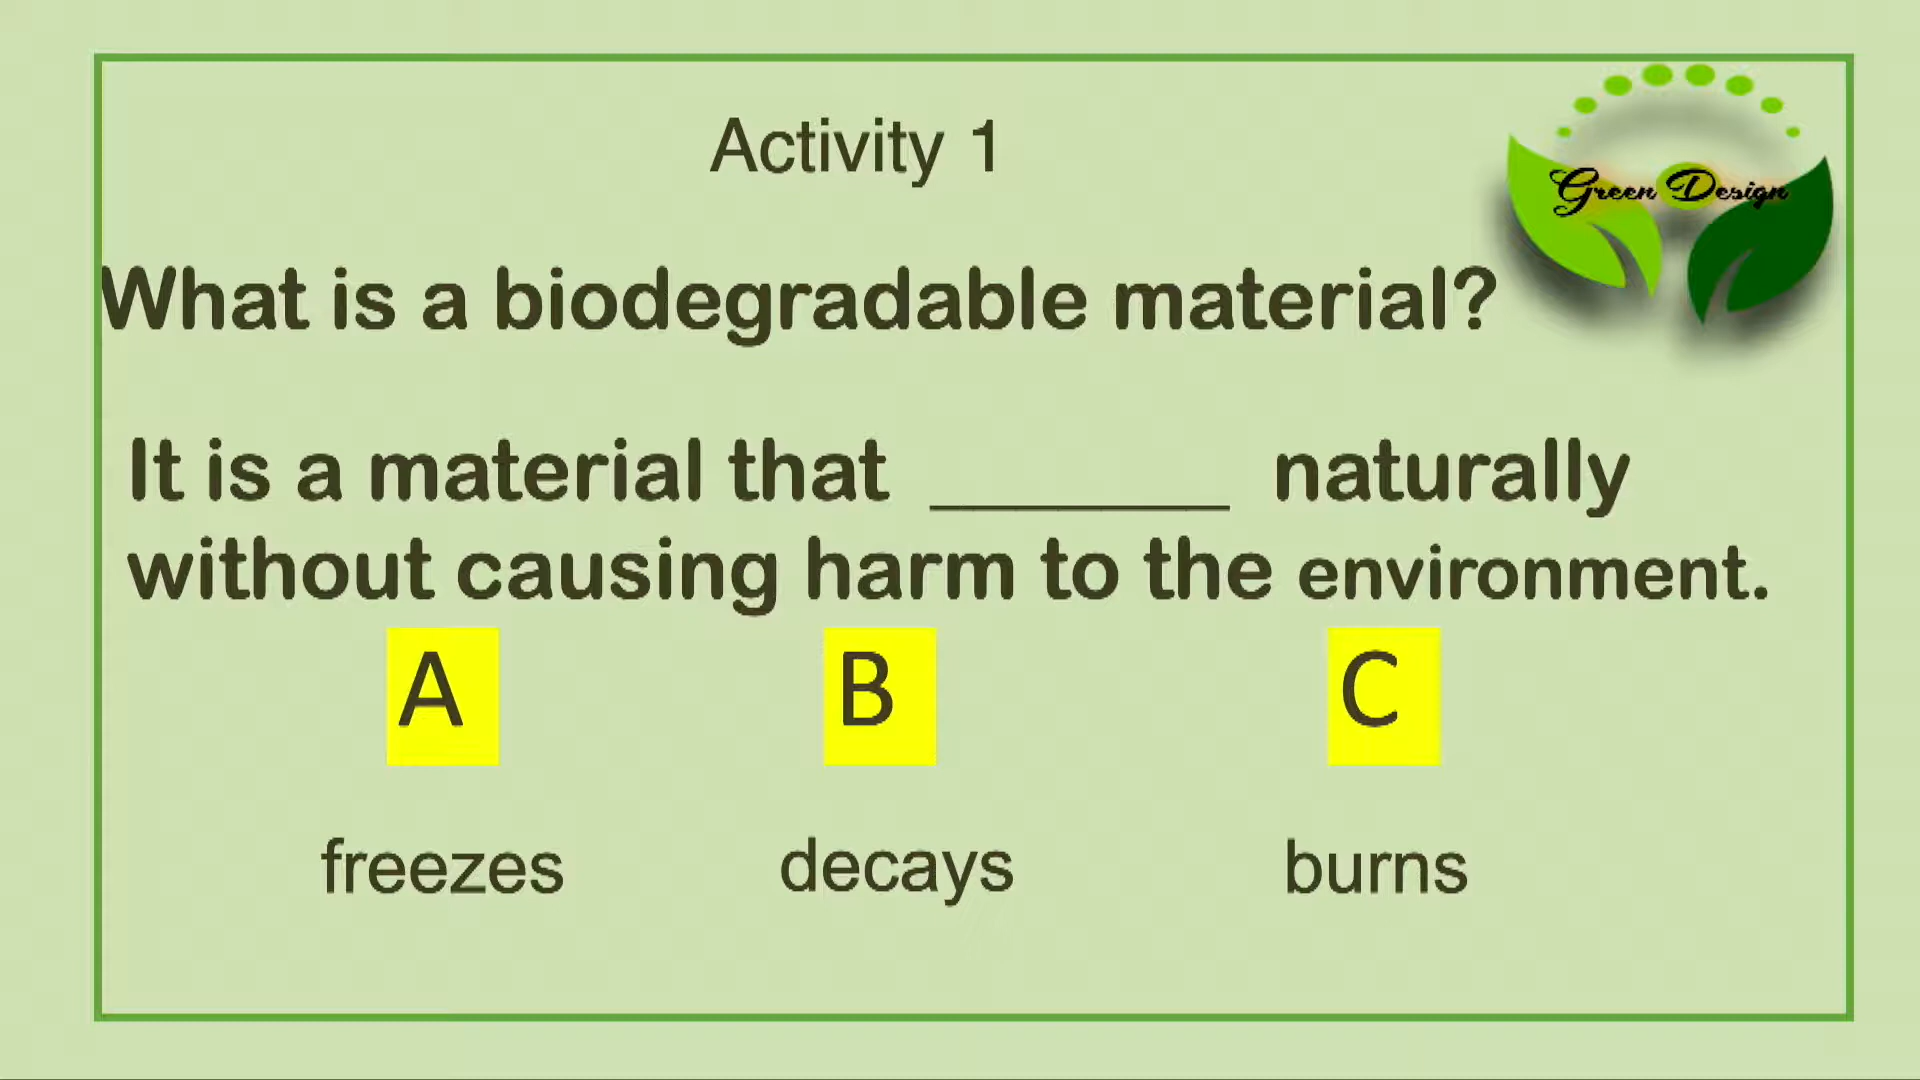 Activity 1
Green Design
What is a biodegradable material?
It is a material that ________ naturally
without causing harm to the environment.
A B C
freezes decays burns